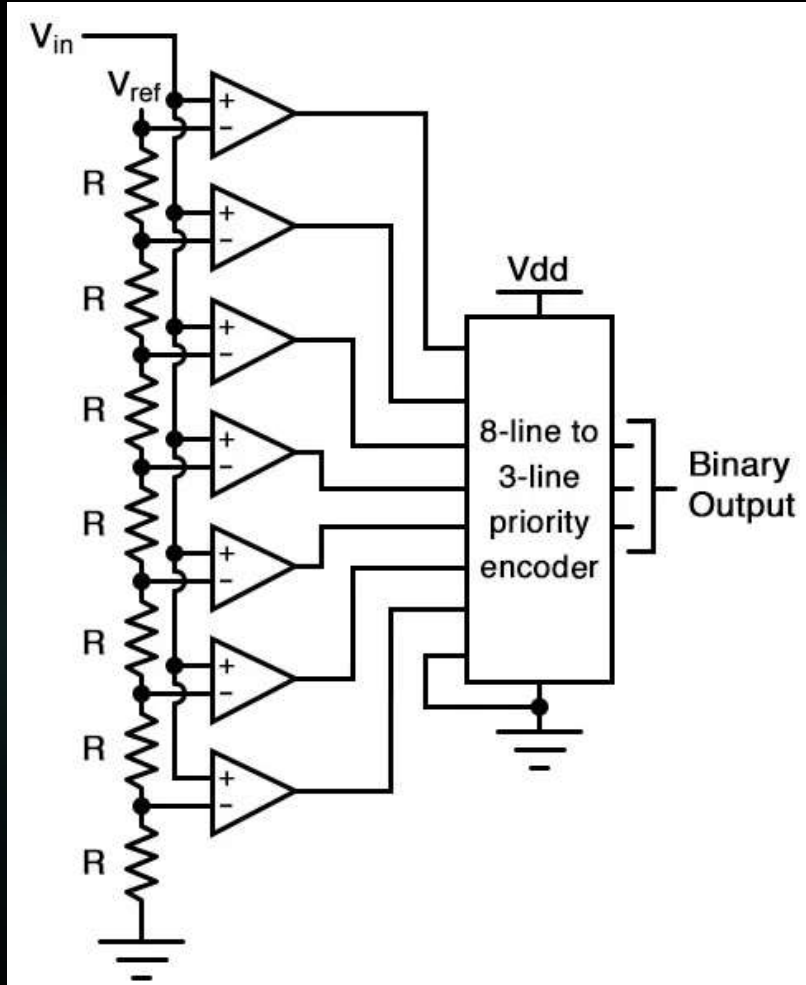 Vin
Vref
+
−
R
+
−
R
+
−
R
+
−
R
+
−
R
+
−
R
+
−
R
Vdd
8-line to
3-line
priority
encoder
Binary
Output